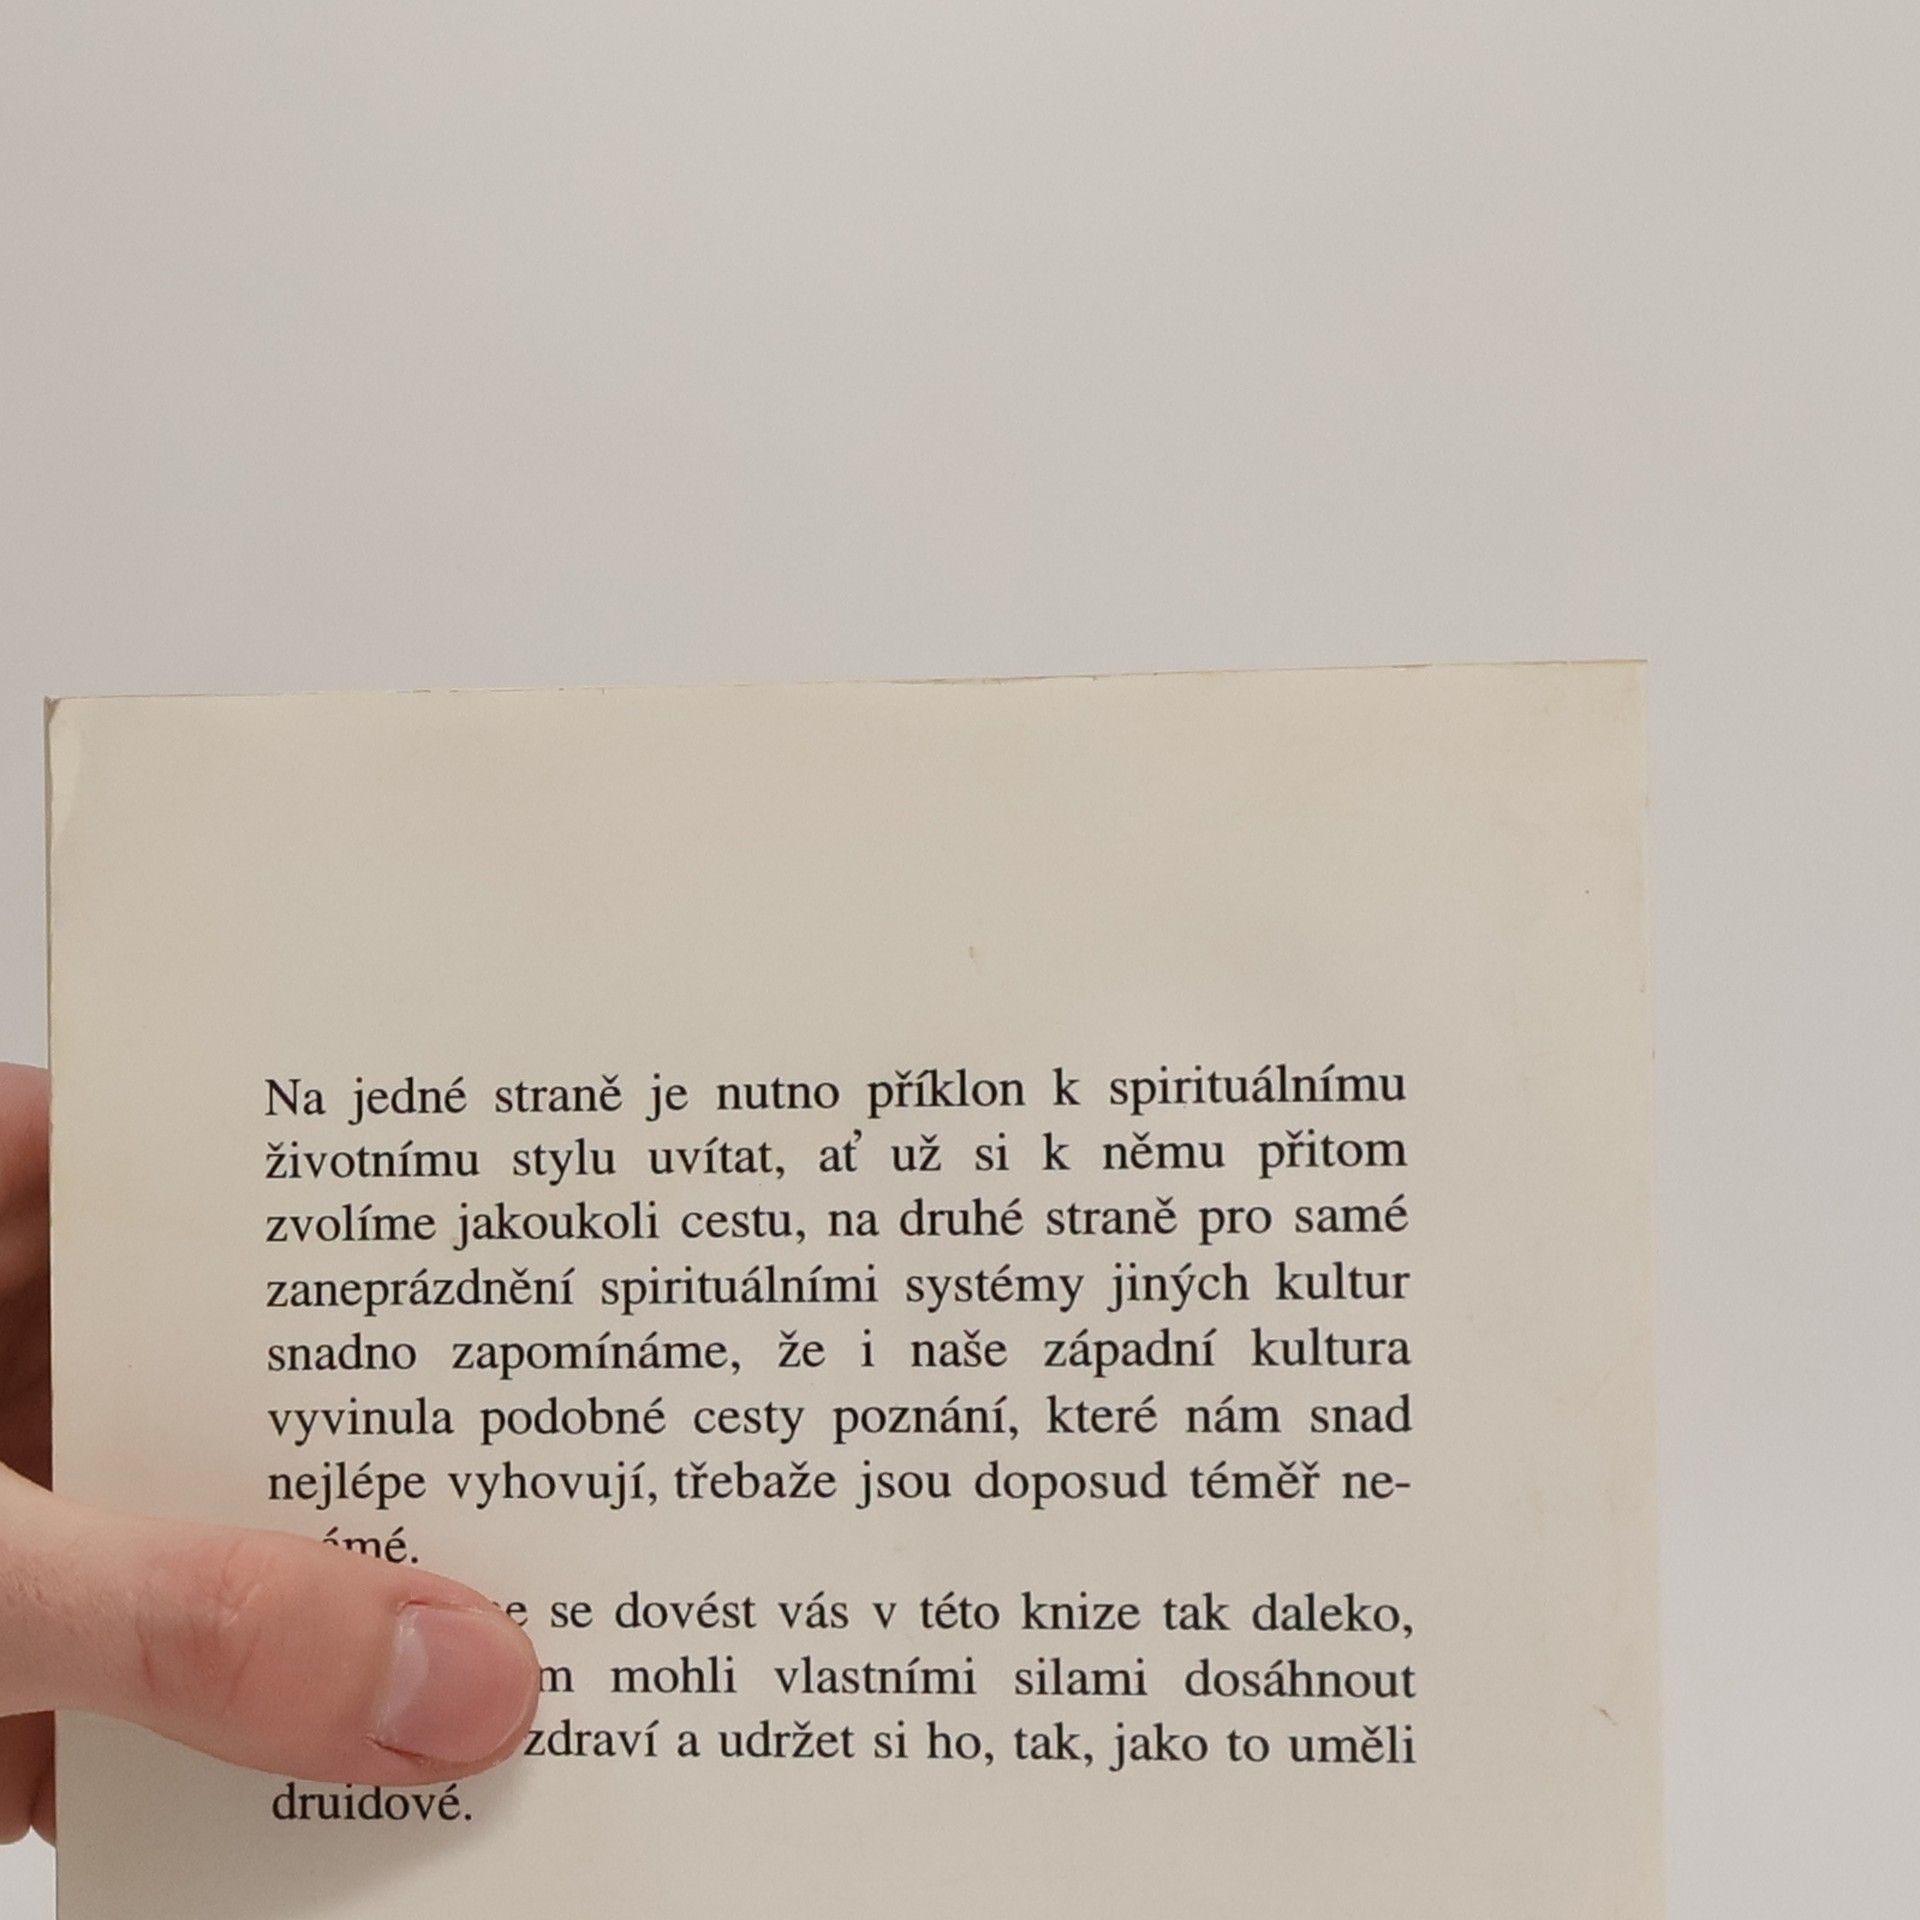 Na jedné straně je nutno příklon k spirituálnímu
životnímu stylu uvítat, ať už si k němu přitom
zvolíme jakoukoli cestu, na druhé straně pro samé
zaneprázdnění spirituálními systémy jiných kultur
snadno zapomínáme, že i naše západní kultura
vyvinula podobné cesty poznání, které nám snad
nejlépe vyhovují, třebaže jsou doposud téměř ne-
se dovést vás v této knize tak daleko,
mohli vlastními silami dosáhnout
zdraví a udržet si ho, tak, jako to uměli
druidové.